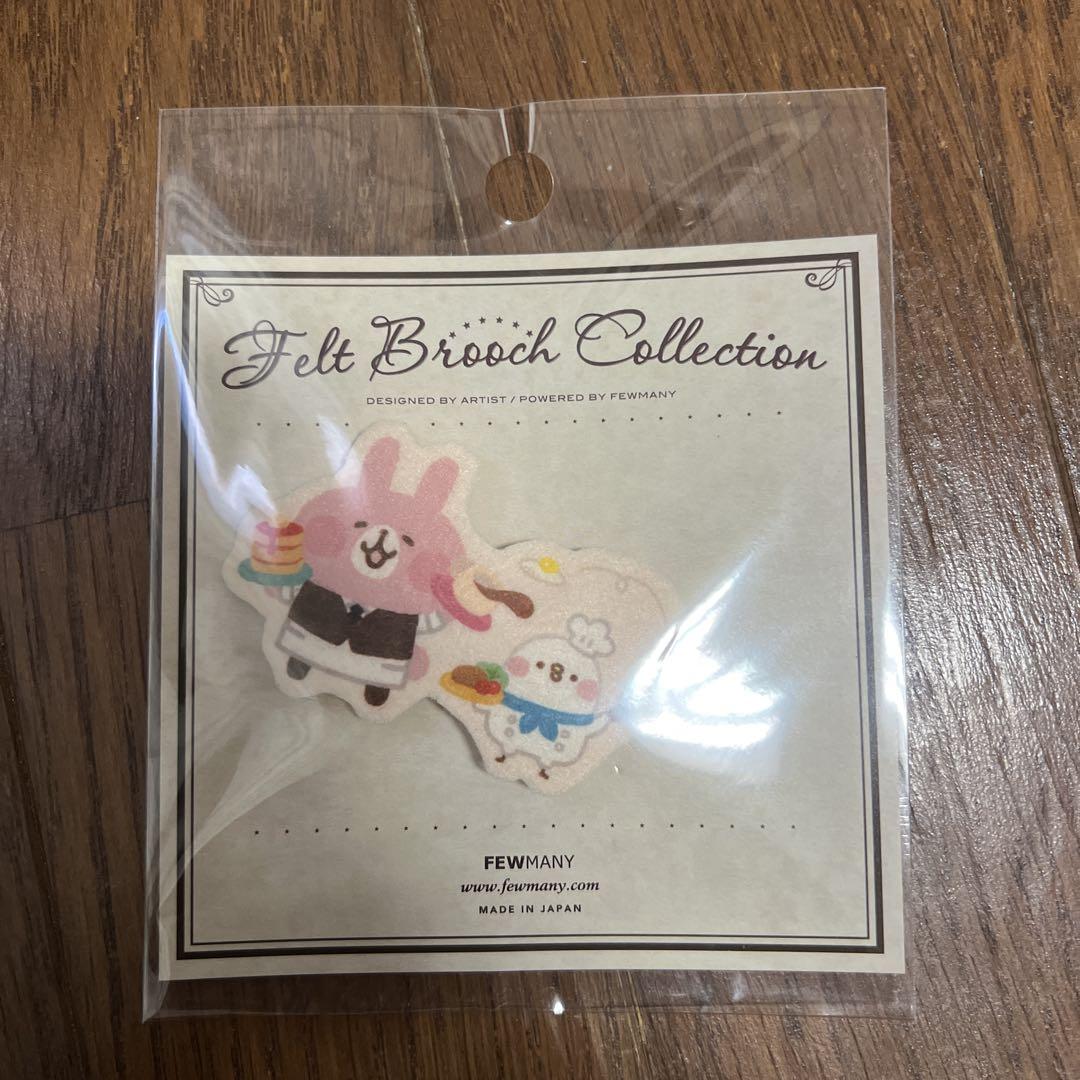 Felt Brooch Collection
DESIGNED BY ARTIST / POWERED BY FEWMANY
FEWMANY
www.fewmany.com
MADE IN JAPAN